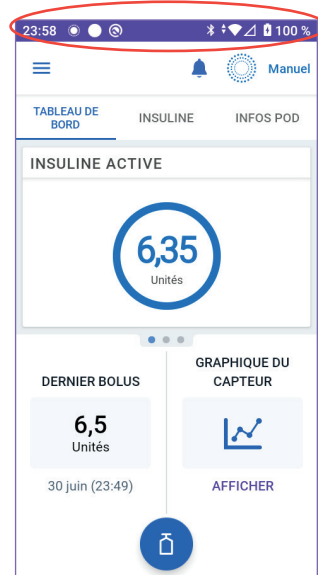 23:58 100 %
Manuel
TABLEAU DE
BORD
INSULINE
INFOS POD
INSULINE ACTIVE
6,35
Unités
DERNIER BOLUS
6,5
Unités
30 juin (23:49)
GRAPHIQUE DU
CAPTEUR
AFFICHER